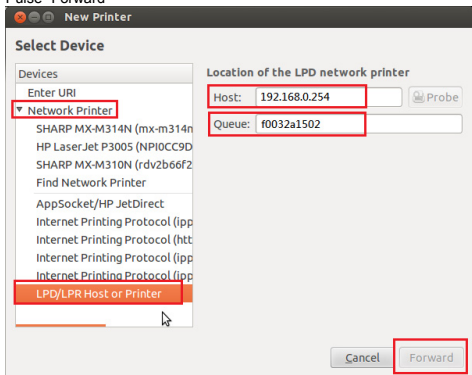 Pulse "Forward"
New Printer
Select Device
Devices
Enter URI
Network Printer
SHARP MX-M314N (mx-m314n
HP LaserJet P3005 (NPI0CC9D
SHARP MX-M310N (rdv2b66f2
Find Network Printer
AppSocket/HP JetDirect
Internet Printing Protocol (ipp
Internet Printing Protocol (htt
Internet Printing Protocol (ipp
Internet Printing Protocol (ipp
LPD/LPR Host or Printer
Location of the LPD network printer
Host: 192.168.0.254 Probe
Queue: f0032a1502
Cancel Forward